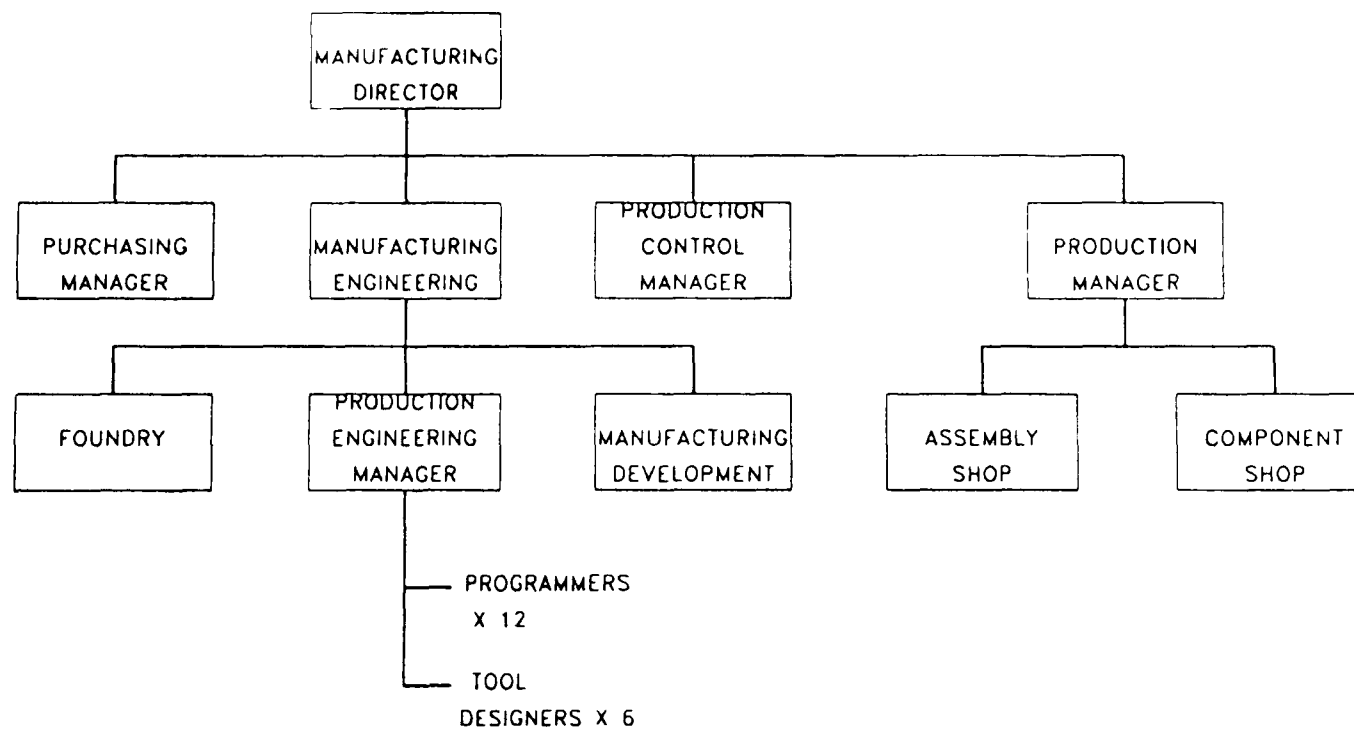 MANUFACTURING
DIRECTOR
PURCHASING
MANAGER
MANUFACTURING
ENGINEERING
PRODUCTION
CONTROL
MANAGER
PRODUCTION
MANAGER
FOUNDRY
PRODUCTION
ENGINEERING
MANAGER
MANUFACTURING
DEVELOPMENT
ASSEMBLY
SHOP
COMPONENT
SHOP
PROGRAMMERS
X 12
TOOL
DESIGNERS X 6